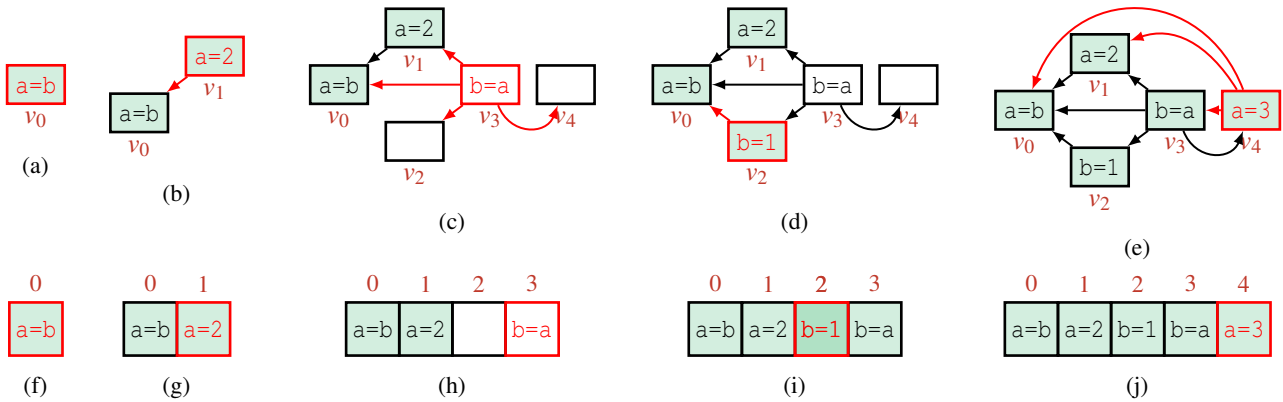 a=b
v0
(a)
a=2
v1
a=b
v0
(b)
a=2
v1
a=b
v0
b=a
v3
v4
v2
(c)
a=2
v1
a=b
v0
b=a
v3
v4
b=1
v2
(d)
a=2
v1
a=b
v0
b=a
v3
a=3
v4
b=1
v2
(e)
0
a=b
(f)
0 1
a=b a=2
(g)
0 1 2 3
a=b a=2 b=a
(h)
0 1 2 3
a=b a=2 b=1 b=a
(i)
0 1 2 3 4
a=b a=2 b=1 b=a a=3
(j)